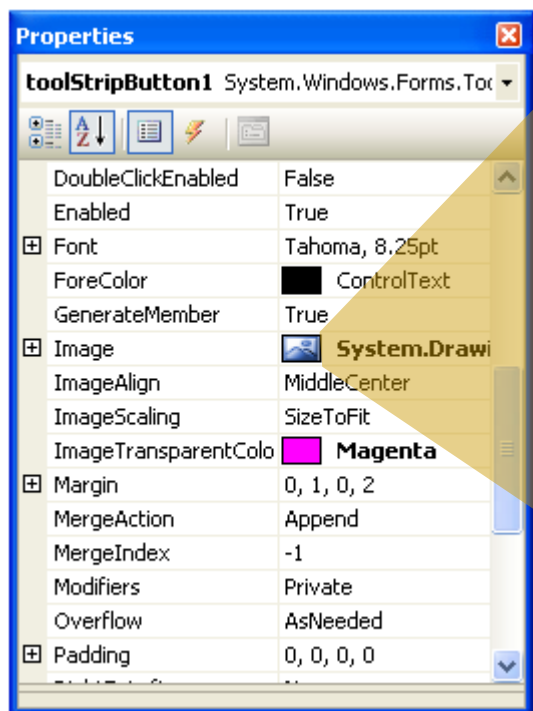 Properties
toolStripButton1 System.Windows.Forms.Too
DoubleClickEnabled False
Enabled True
Font Tahoma, 8.25pt
ForeColor ControlText
GenerateMember True
Image System.Drawi
ImageAlign MiddleCenter
ImageScaling SizeToFit
ImageTransparentColo Magenta
Margin 0, 1, 0, 2
MergeAction Append
MergeIndex -1
Modifiers Private
Overflow AsNeeded
Padding 0, 0, 0, 0